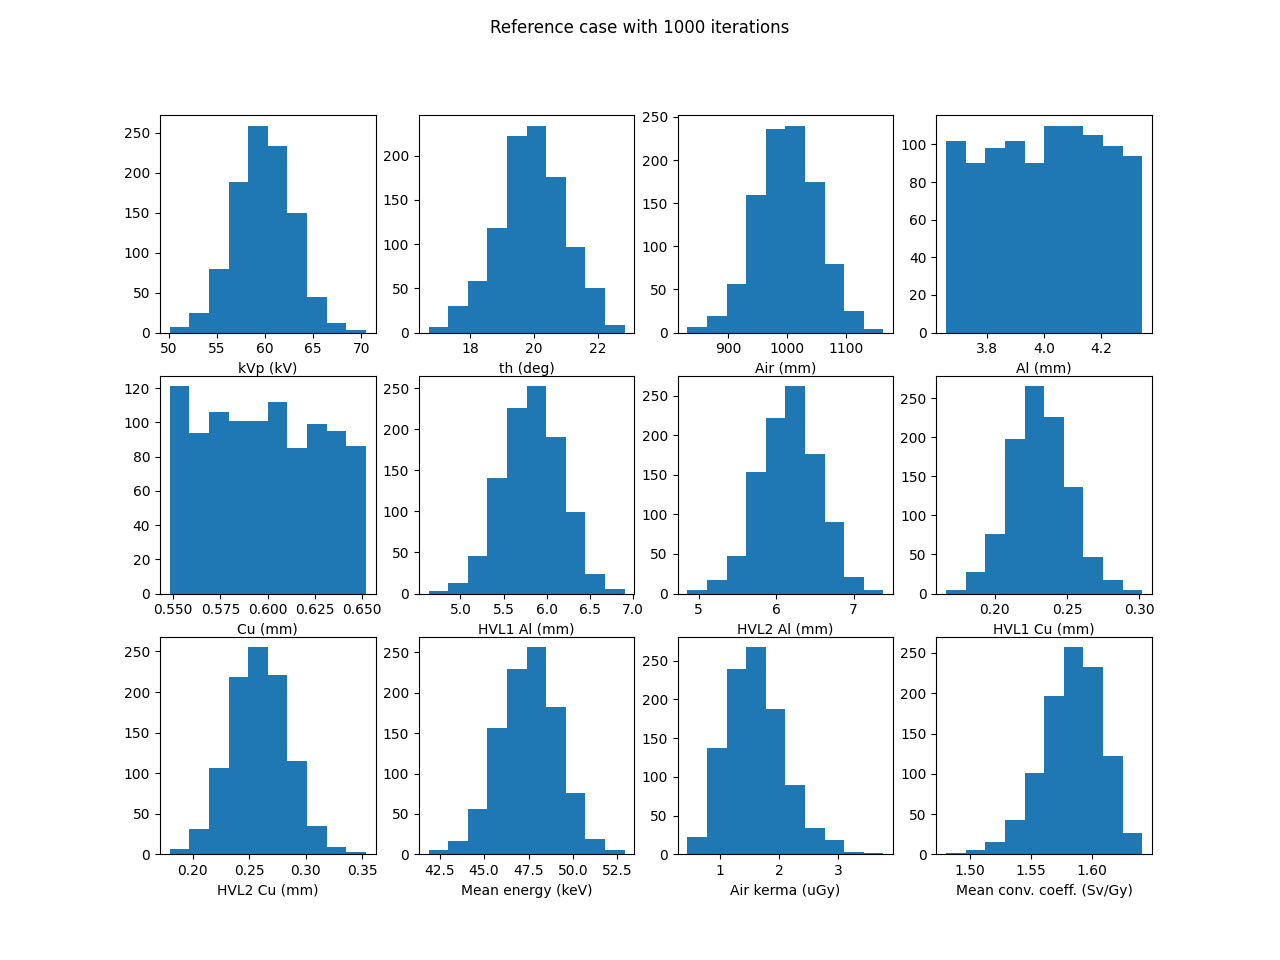 Reference case with 1000 iterations
250
200
150
100
50
0
50 55 60 65 70
kVp (kV)
200
150
100
50
0
18 20 22
th (deg)
250
200
150
100
50
0
900 1000 1100
Air (mm)
100
80
60
40
20
0
3.8 4.0 4.2
Al (mm)
120
100
80
60
40
20
0
0.550 0.575 0.600 0.625 0.650
Cu (mm)
250
200
150
100
50
0
5.0 5.5 6.0 6.5 7.0
HVL1 Al (mm)
250
200
150
100
50
0
5 6 7
HVL2 Al (mm)
250
200
150
100
50
0
0.20 0.25 0.30
HVL1 Cu (mm)
250
200
150
100
50
0
0.20 0.25 0.30 0.35
HVL2 Cu (mm)
250
200
150
100
50
0
42.5 45.0 47.5 50.0 52.5
Mean energy (keV)
250
200
150
100
50
0
1 2 3
Air kerma (uGy)
250
200
150
100
50
0
1.50 1.55 1.60
Mean conv. coeff. (Sv/Gy)